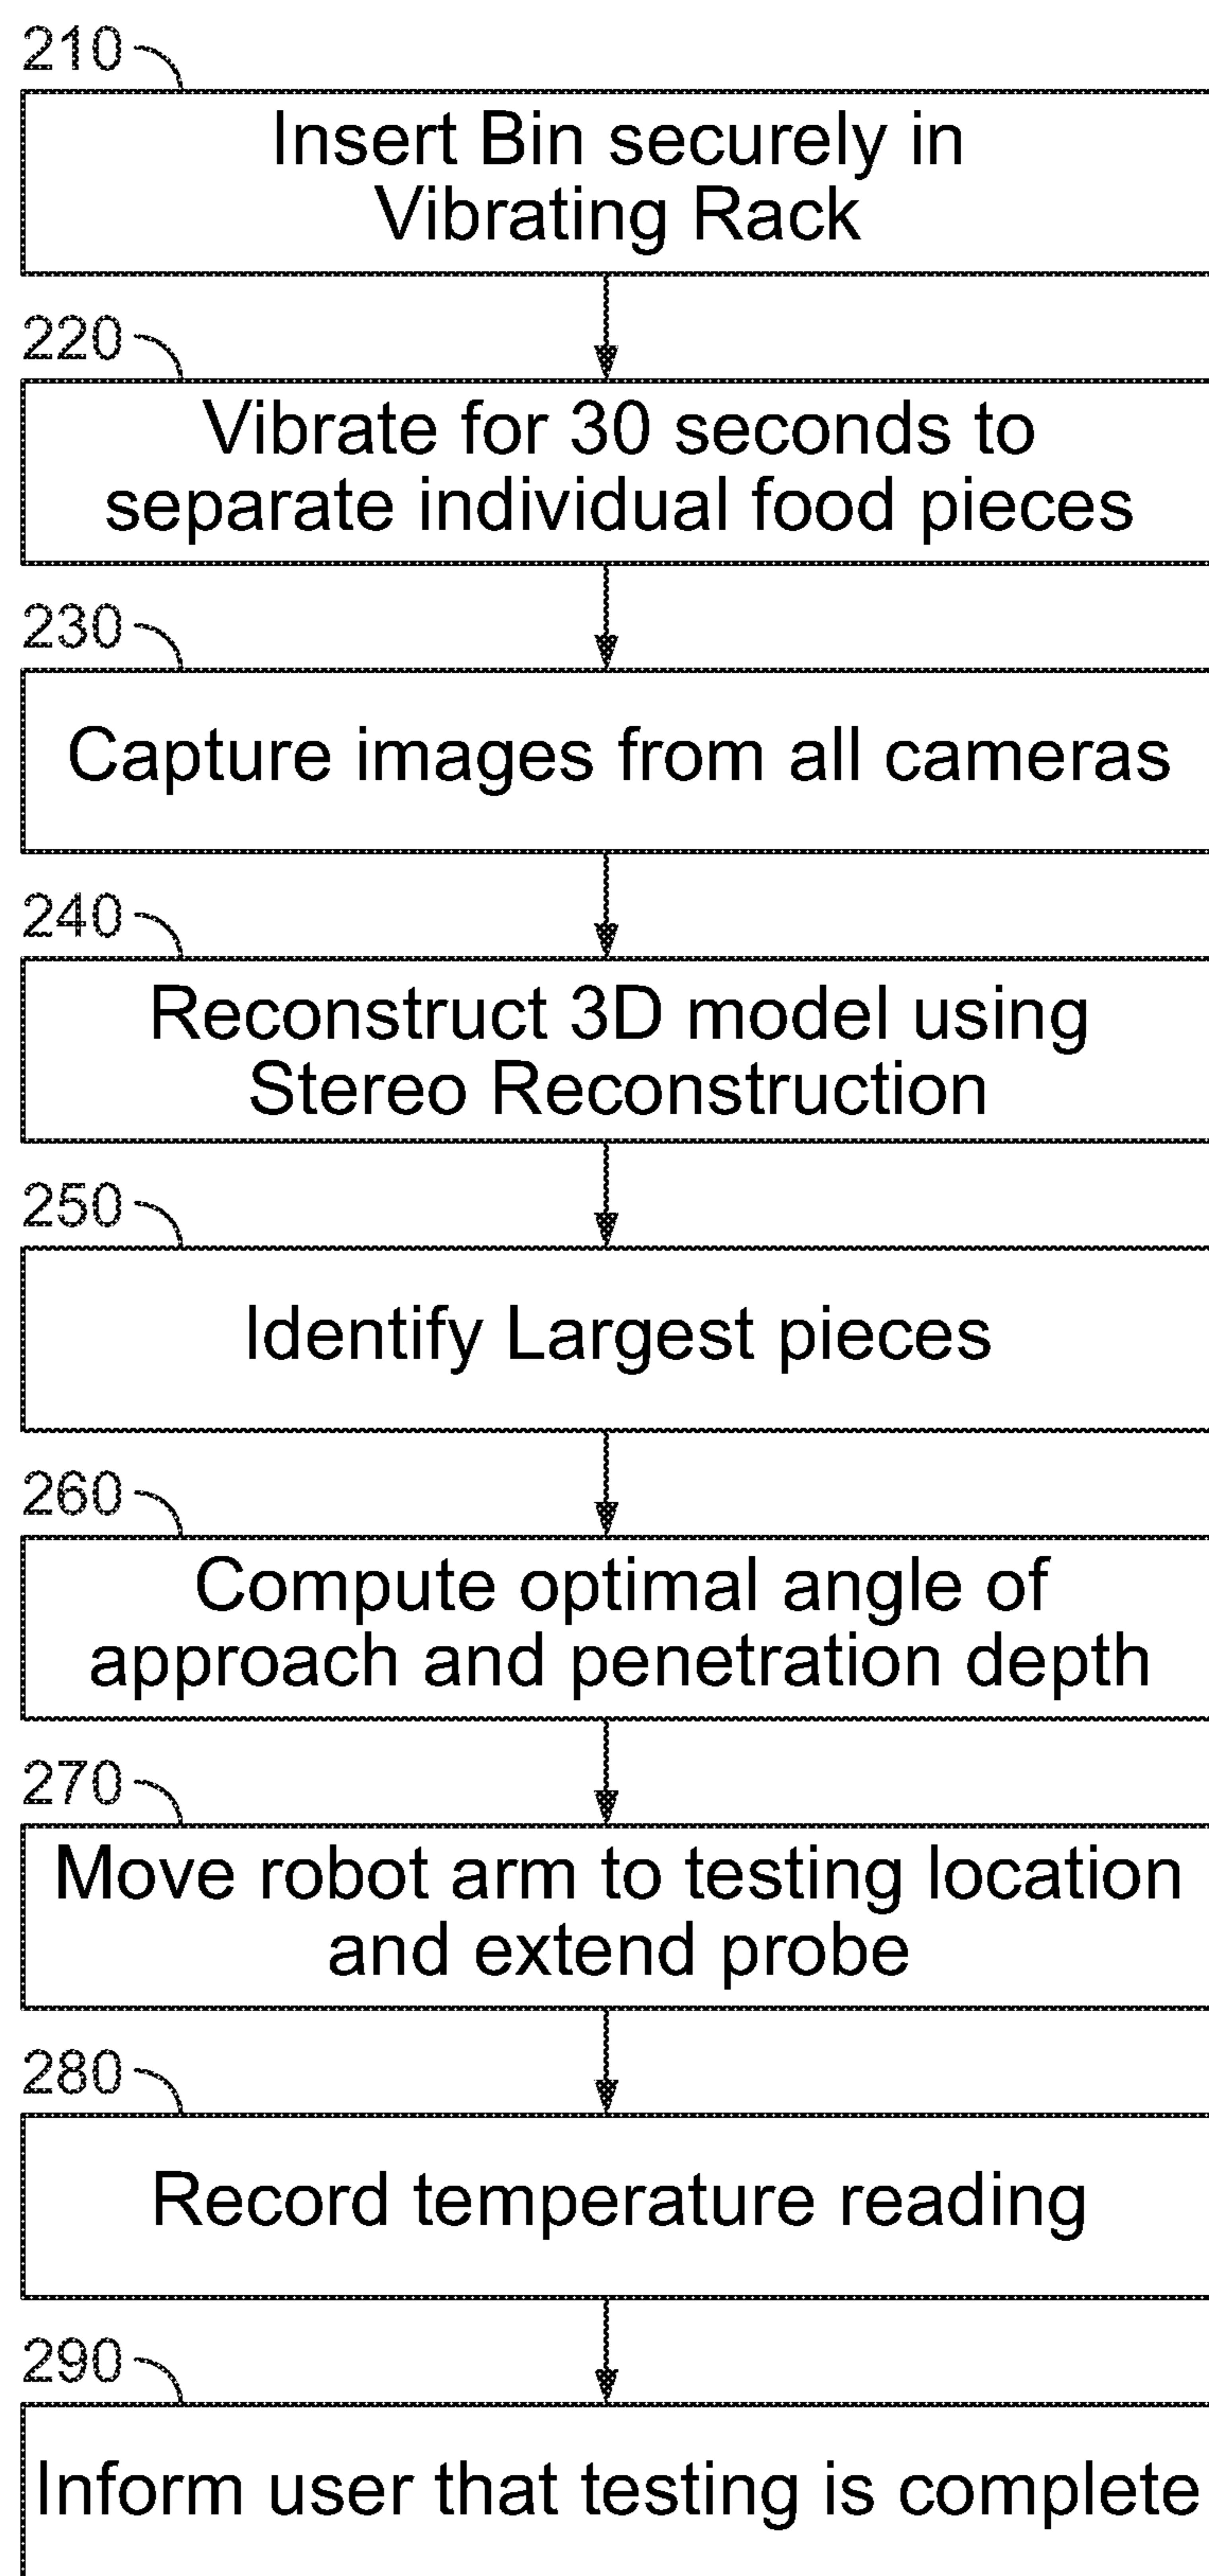 210
Insert Bin securely in
Vibrating Rack
220
Vibrate for 30 seconds to
separate individual food pieces
230
Capture images from all cameras
240
Reconstruct 3D model using
Stereo Reconstruction
250
Identify Largest pieces
260
Compute optimal angle of
approach and penetration depth
270
Move robot arm to testing location
and extend probe
280
Record temperature reading
290
Inform user that testing is complete